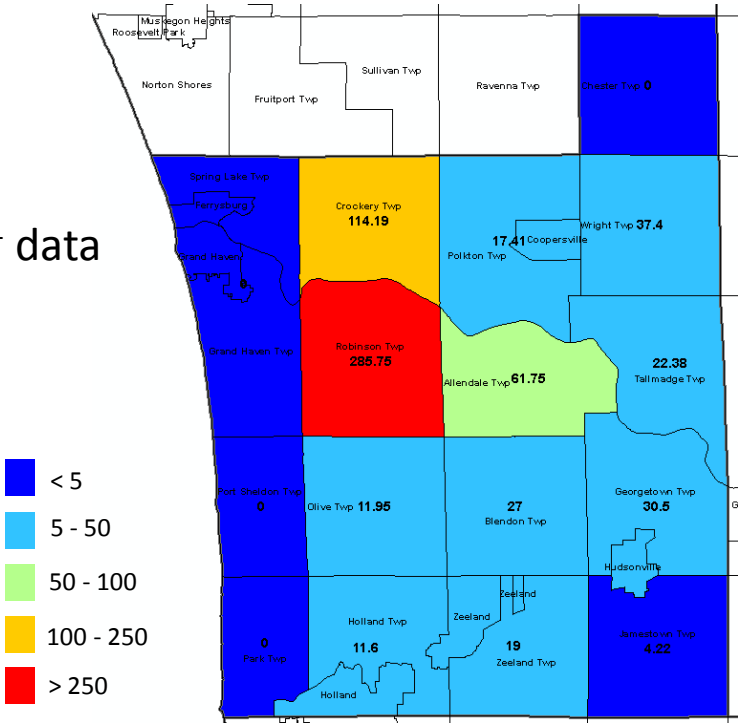 Muskegon Heights
Roosevelt Park
Norton Shores
Fruitport Twp
Sullivan Twp
Ravenna Twp
Chester Twp 0
Spring Lake Twp
Ferrysburg
Grand Haven
0
Grand Haven Twp
Crockery Twp
114.19
17.41 Coopersville
Polkton Twp
Wright Twp 37.4
data
Robinson Twp
285.75
Allendale Twp 61.75
22.38
Tallmadge Twp
Port Sheldon Twp
0
Olive Twp 11.95
27
Blendon Twp
Georgetown Twp
30.5
G
Hudsonville
0
Park Twp
Holland Twp
11.6
Holland
Zeeland
Zeeland
19
Zeeland Twp
Jamestown Twp
4.22
< 5
5 - 50
50 - 100
100 - 250
> 250